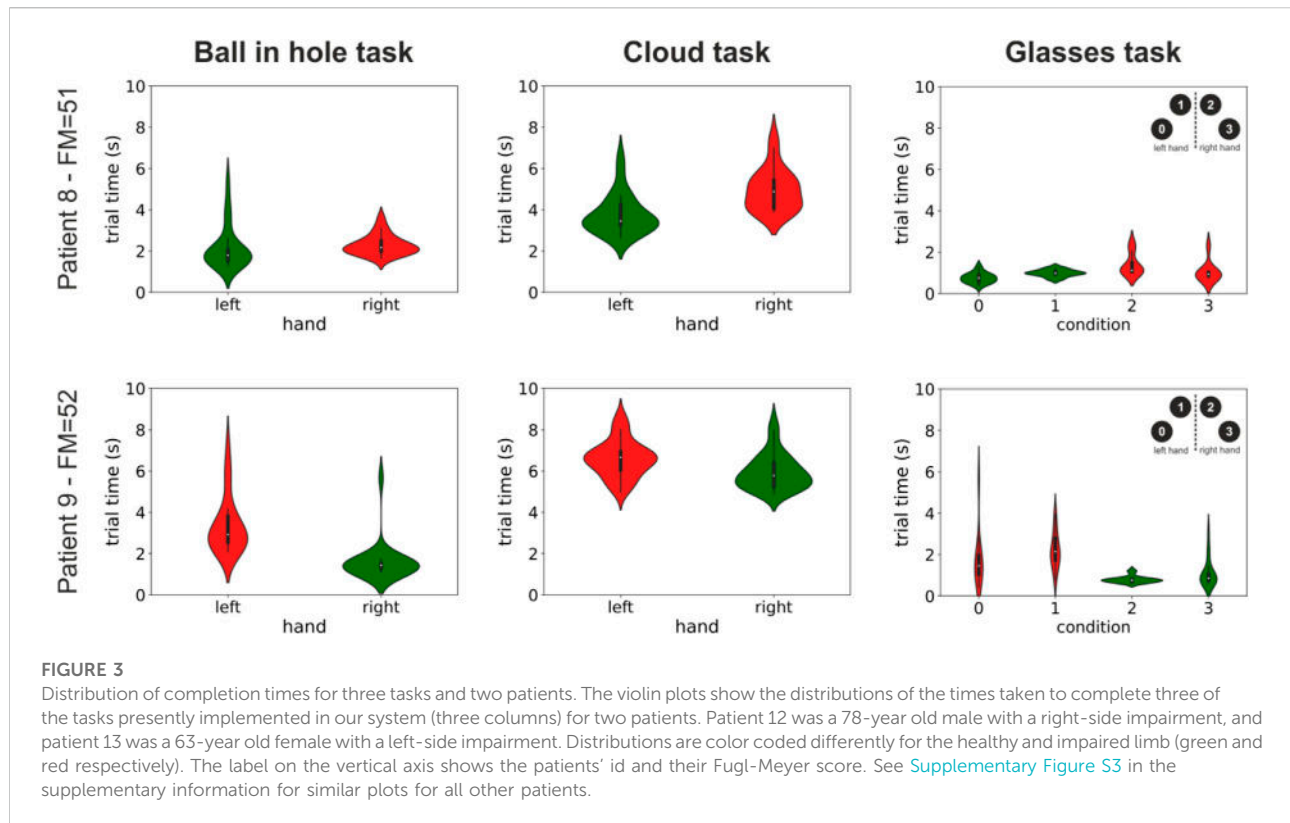 Ball in hole task
Cloud task
Glasses task
Patient 8 - FM=51
trial time (s)
10
8
6
4
2
0
left
right
hand
trial time (s)
10
8
6
4
2
0
left
right
hand
trial time (s)
10
8
6
4
2
0
0
1
2
3
condition
1
2
0
3
left hand
right hand
Patient 9 - FM=52
trial time (s)
10
8
6
4
2
0
left
right
hand
trial time (s)
10
8
6
4
2
0
left
right
hand
trial time (s)
10
8
6
4
2
0
0
1
2
3
condition
1
2
0
3
left hand
right hand
FIGURE 3
Distribution of completion times for three tasks and two patients. The violin plots show the distributions of the times taken to complete three of
the tasks presently implemented in our system (three columns) for two patients. Patient 12 was a 78-year old male with a right-side impairment, and
patient 13 was a 63-year old female with a left-side impairment. Distributions are color coded differently for the healthy and impaired limb (green and
red respectively). The label on the vertical axis shows the patients' id and their Fugl-Meyer score. See Supplementary Figure S3 in the
supplementary information for similar plots for all other patients.